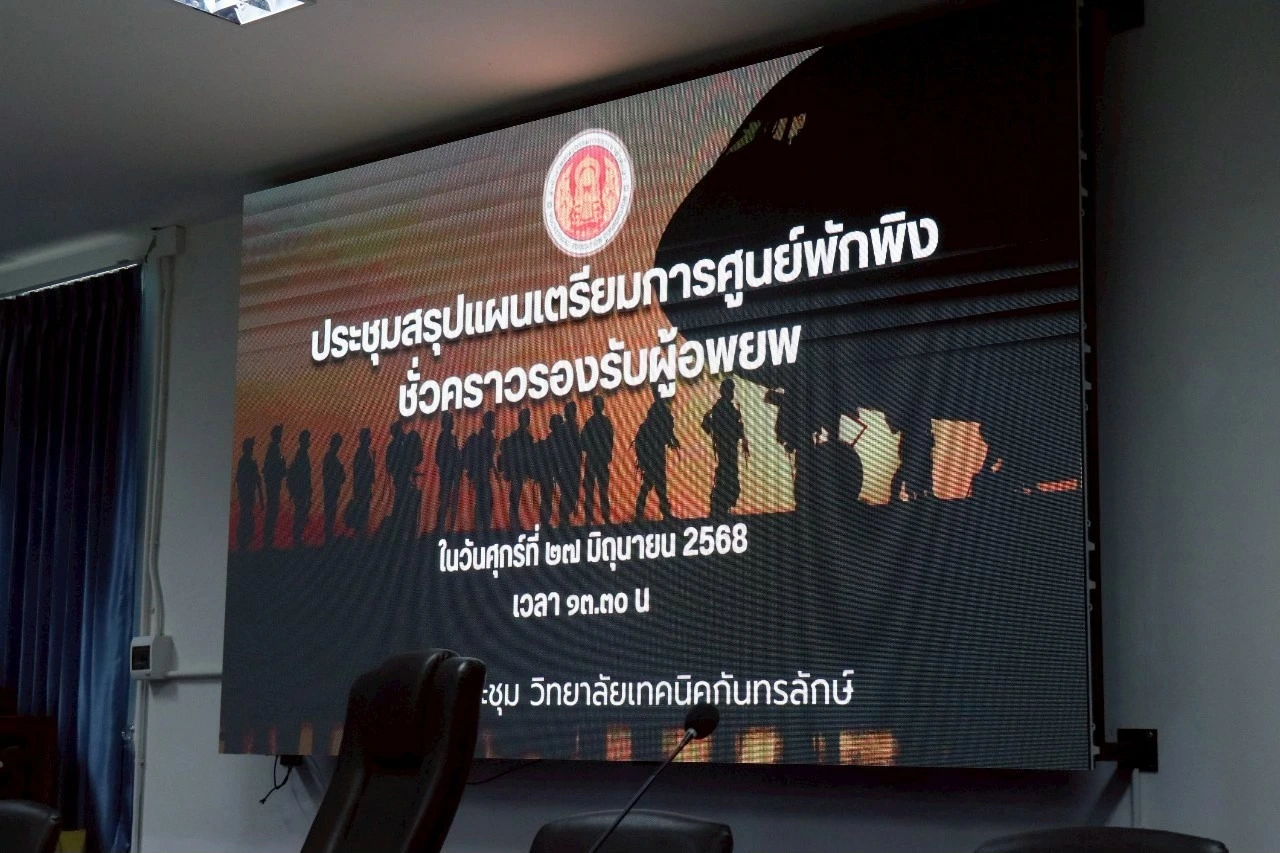 ประชุมสรุปแผนเตรียมการศูนย์พักพิง
ชั่วคราวรองรับผู้อพยพ
ในวันศุกร์ที่ ๒๗ มิถุนายน 2568
เวลา ๑๓.๓๐ น
วิทยาลัยเทคนิคกันทรลักษ์